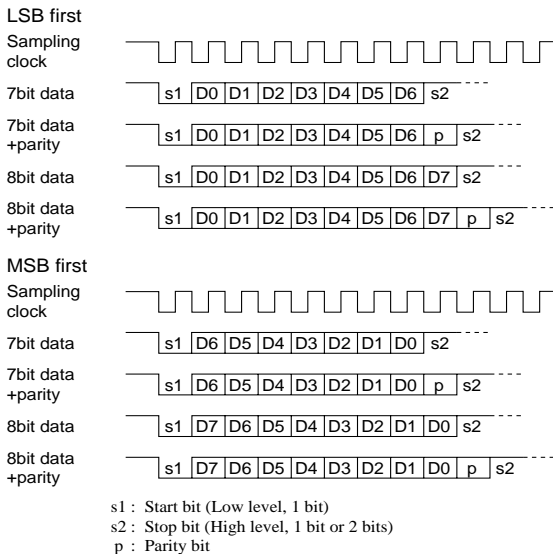 LSB first
Sampling
clock
7bit data
s1 D0 D1 D2 D3 D4 D5 D6 s2
7bit data
+parity
s1 D0 D1 D2 D3 D4 D5 D6 p s2
8bit data
s1 D0 D1 D2 D3 D4 D5 D6 D7 s2
8bit data
+parity
s1 D0 D1 D2 D3 D4 D5 D6 D7 p s2
MSB first
Sampling
clock
7bit data
s1 D6 D5 D4 D3 D2 D1 D0 s2
7bit data
+parity
s1 D6 D5 D4 D3 D2 D1 D0 p s2
8bit data
s1 D7 D6 D5 D4 D3 D2 D1 D0 s2
8bit data
+parity
s1 D7 D6 D5 D4 D3 D2 D1 D0 p s2
s1 : Start bit (Low level, 1 bit)
s2 : Stop bit (High level, 1 bit or 2 bits)
p : Parity bit